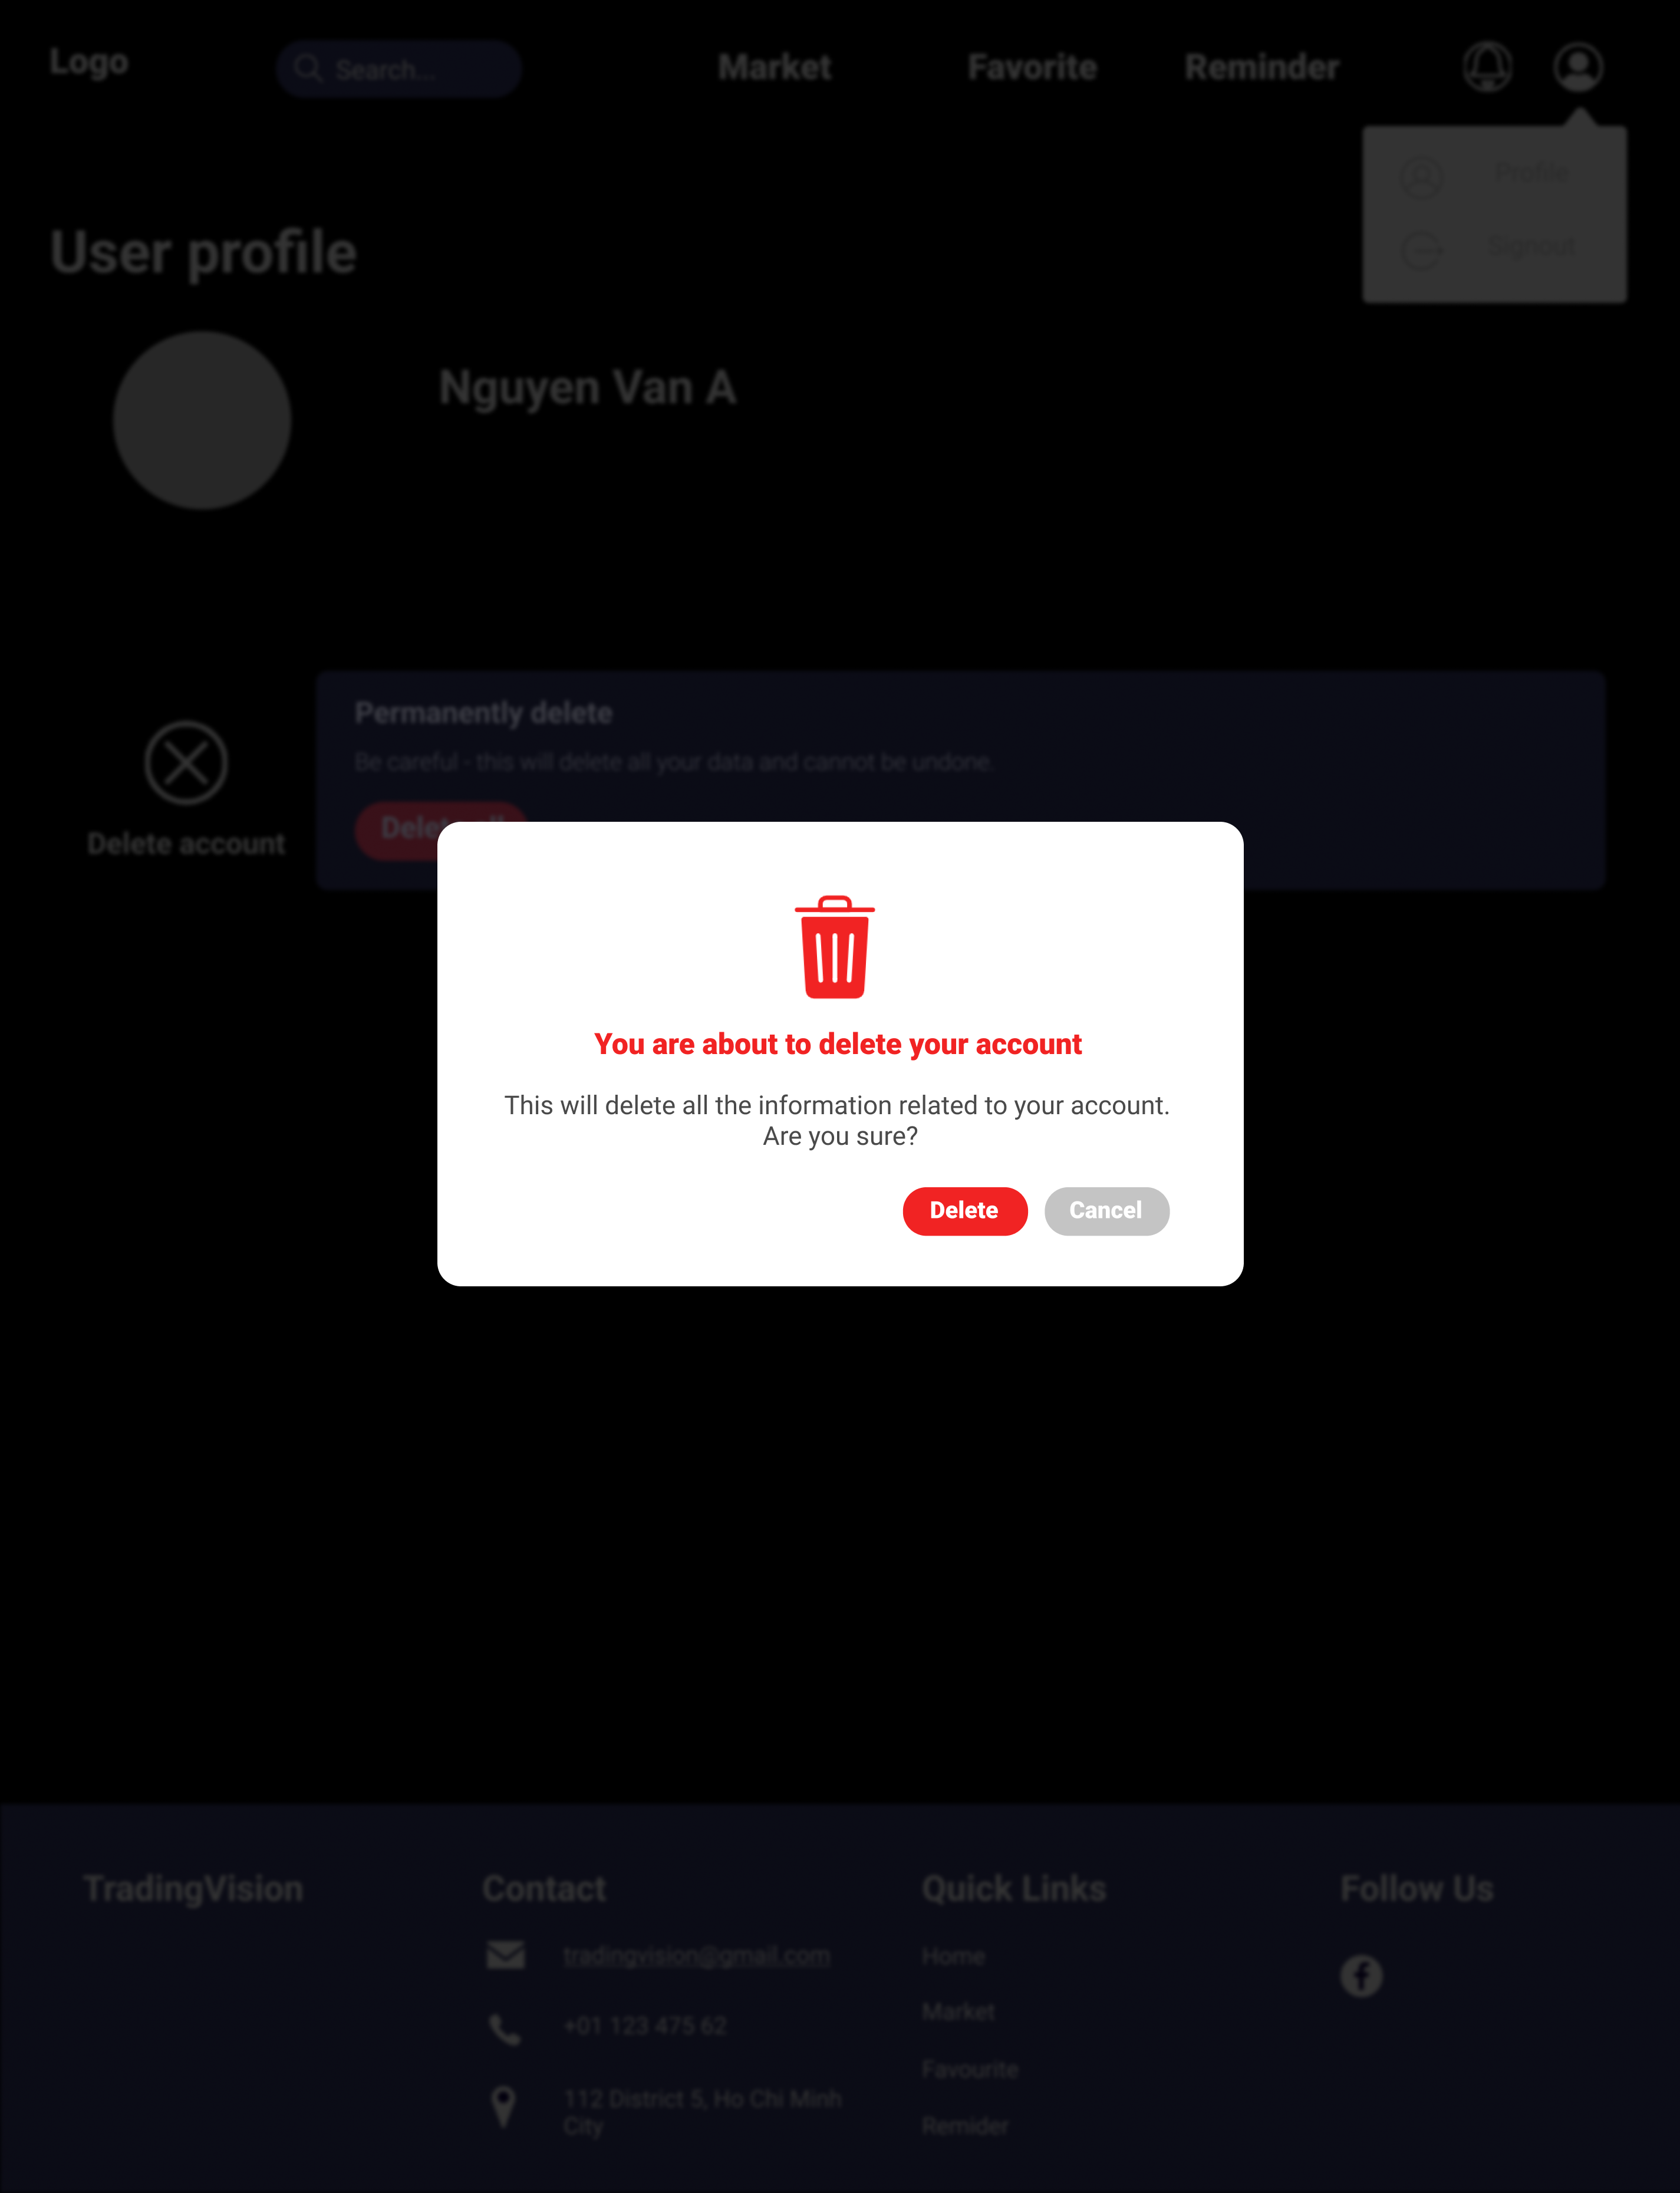 Logo
Search...
Market
Favorite
Reminder
Profile
Signout
User profile
Nguyen Van A
Permanently delete
Be careful - this will delete all your data and cannot be undone.
Delete account
You are about to delete your account
This will delete all the information related to your account.
Are you sure?
Delete
Cancel
TradingVision
Contact
Quick Links
Follow Us
tradingvision@gmail.com
Home
Market
+01 123 475 62
Favourite
112 District 5, Ho Chi Minh
City
Remider